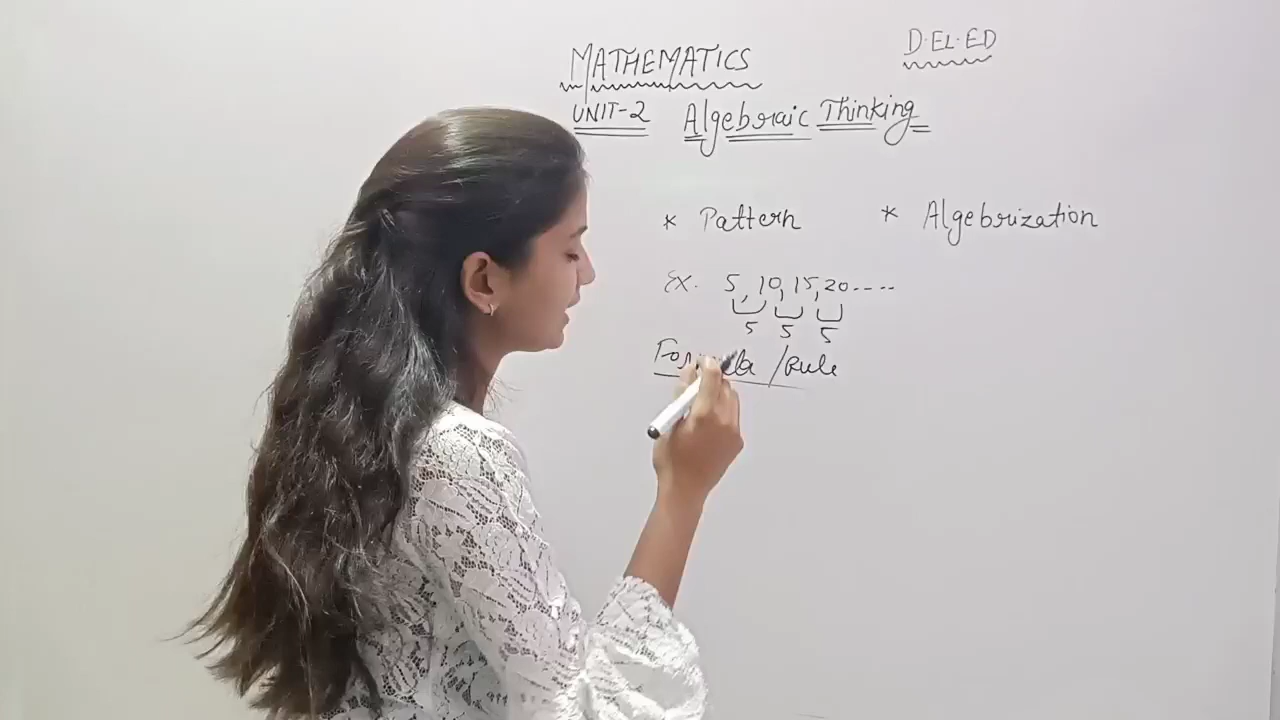 MATHEMATICS
D.EL.ED
UNIT-2 Algebraic Thinking
* Pattern * Algebrization
Ex. 5, 10, 15, 20----
5 5 5
Formula /Rule